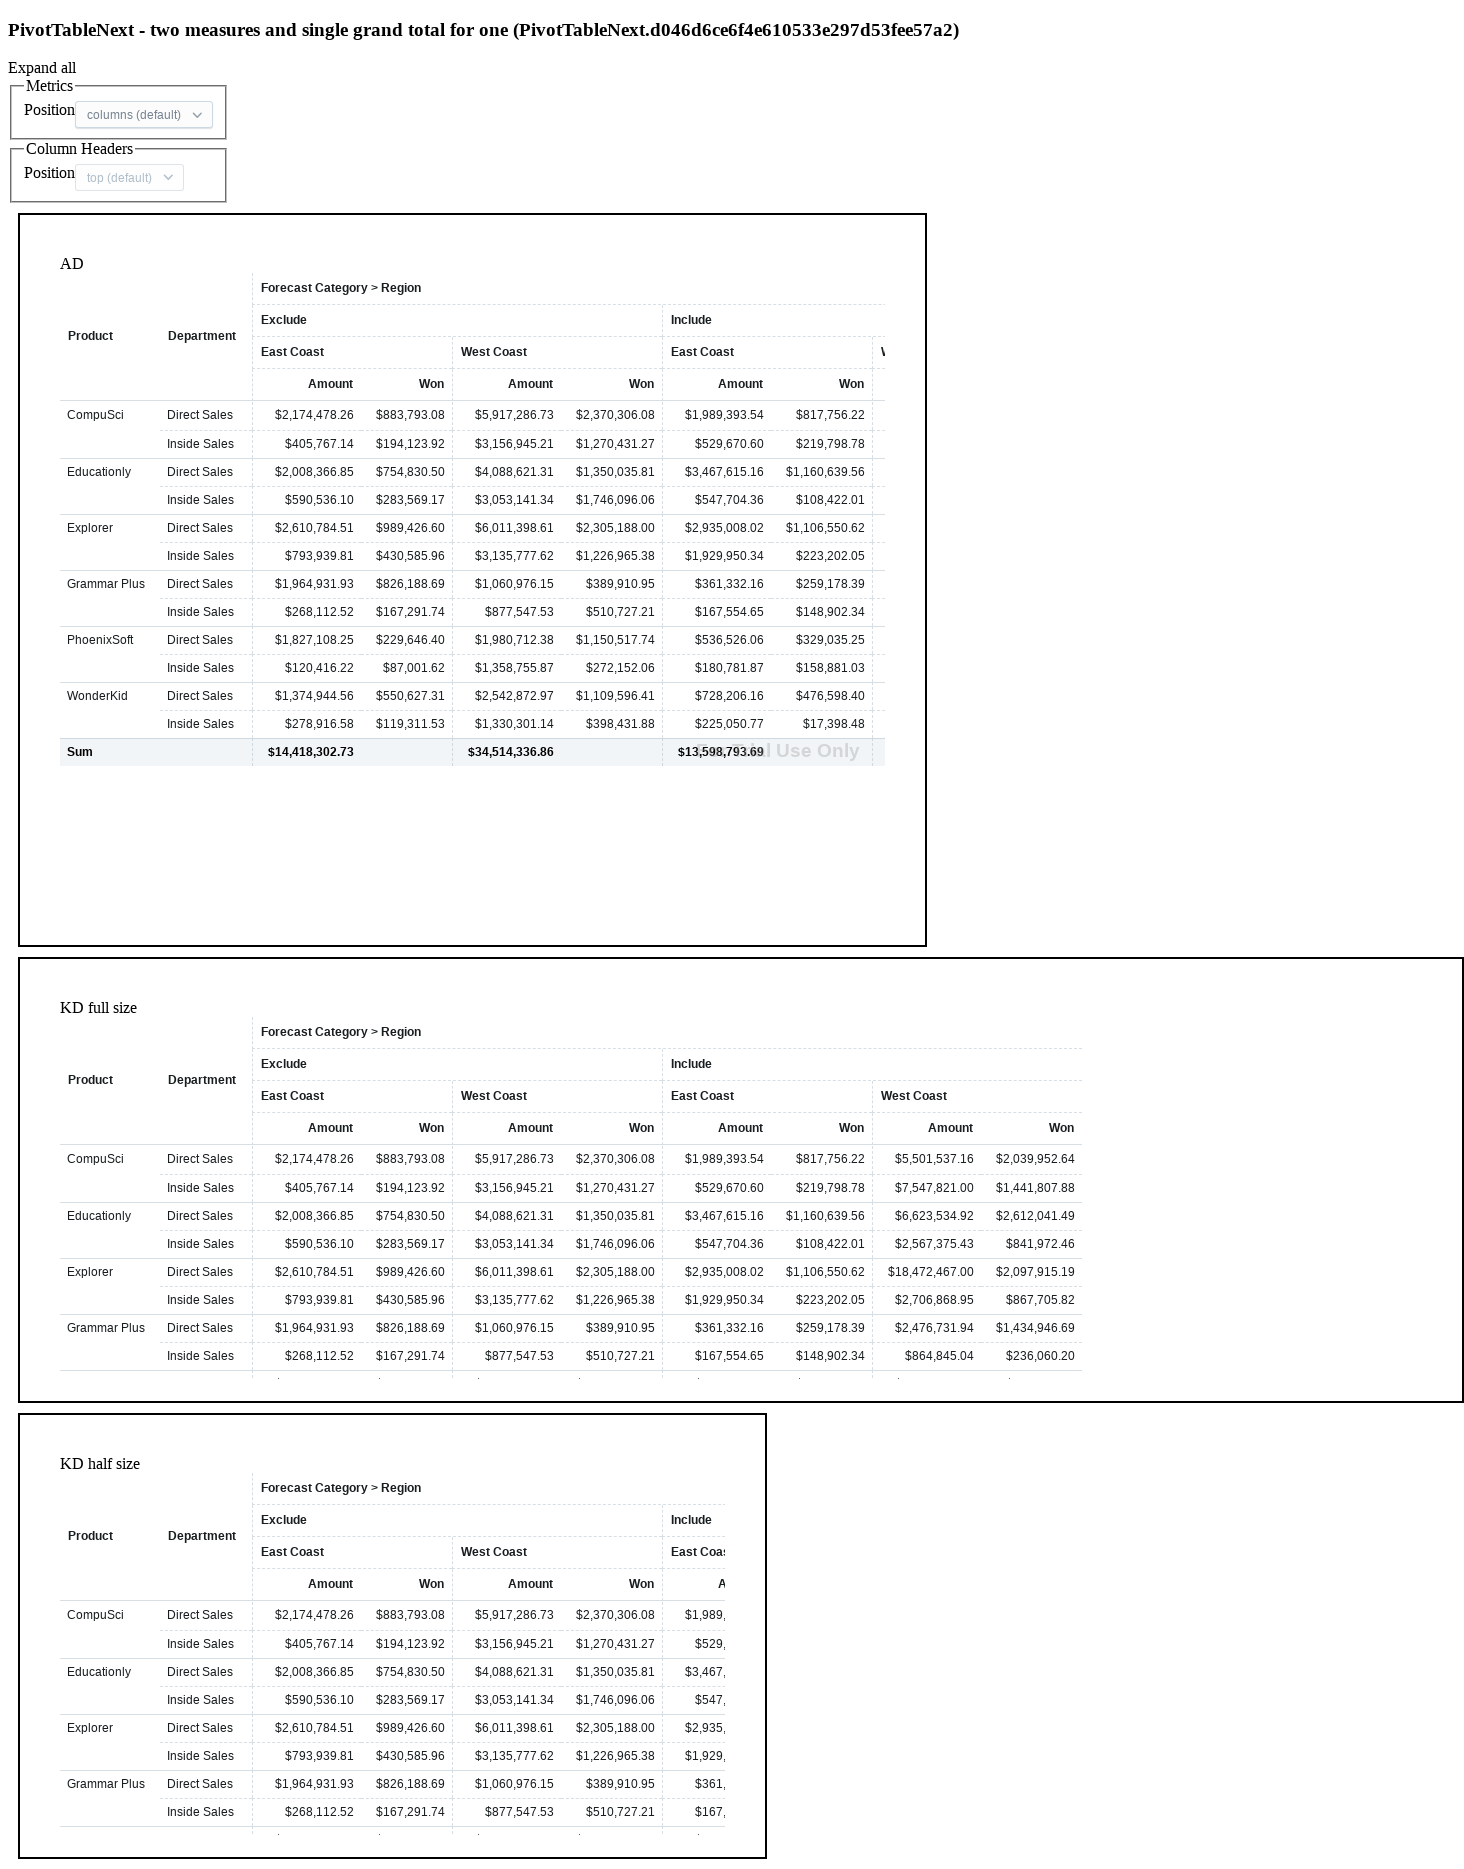 PivotTableNext - two measures and single grand total for one (PivotTableNext.d046d6ce6f4e610533e297d53fee57a2)
Expand all
Metrics
Position columns (default)
Column Headers
Position top (default)
AD
Forecast Category > Region
Exclude Include
Product Department
East Coast West Coast East Coast
Amount Won Amount Won Amount Won
CompuSci Direct Sales $2,174,478.26 $883,793.08 $5,917,286.73 $2,370,306.08 $1,989,393.54 $817,756.22
Inside Sales $405,767.14 $194,123.92 $3,156,945.21 $1,270,431.27 $529,670.60 $219,798.78
Educationly Direct Sales $2,008,366.85 $754,830.50 $4,088,621.31 $1,350,035.81 $3,467,615.16 $1,160,639.56
Inside Sales $590,536.10 $283,569.17 $3,053,141.34 $1,746,096.06 $547,704.36 $108,422.01
Explorer Direct Sales $2,610,784.51 $989,426.60 $6,011,398.61 $2,305,188.00 $2,935,008.02 $1,106,550.62
Inside Sales $793,939.81 $430,585.96 $3,135,777.62 $1,226,965.38 $1,929,950.34 $223,202.05
Grammar Plus Direct Sales $1,964,931.93 $826,188.69 $1,060,976.15 $389,910.95 $361,332.16 $259,178.39
Inside Sales $268,112.52 $167,291.74 $877,547.53 $510,727.21 $167,554.65 $148,902.34
PhoenixSoft Direct Sales $1,827,108.25 $229,646.40 $1,980,712.38 $1,150,517.74 $536,526.06 $329,035.25
Inside Sales $120,416.22 $87,001.62 $1,358,755.87 $272,152.06 $180,781.87 $158,881.03
WonderKid Direct Sales $1,374,944.56 $550,627.31 $2,542,872.97 $1,109,596.41 $728,206.16 $476,598.40
Inside Sales $278,916.58 $119,311.53 $1,330,301.14 $398,431.88 $225,050.77 $17,398.48
Sum $14,418,302.73 $34,514,336.86 $13,598,793.69
For Trial Use Only
KD full size
Forecast Category > Region
Exclude Include
Product Department
East Coast West Coast East Coast West Coast
Amount Won Amount Won Amount Won Amount Won
CompuSci Direct Sales $2,174,478.26 $883,793.08 $5,917,286.73 $2,370,306.08 $1,989,393.54 $817,756.22 $5,501,537.16 $2,039,952.64
Inside Sales $405,767.14 $194,123.92 $3,156,945.21 $1,270,431.27 $529,670.60 $219,798.78 $7,547,821.00 $1,441,807.88
Educationly Direct Sales $2,008,366.85 $754,830.50 $4,088,621.31 $1,350,035.81 $3,467,615.16 $1,160,639.56 $6,623,534.92 $2,612,041.49
Inside Sales $590,536.10 $283,569.17 $3,053,141.34 $1,746,096.06 $547,704.36 $108,422.01 $2,567,375.43 $841,972.46
Explorer Direct Sales $2,610,784.51 $989,426.60 $6,011,398.61 $2,305,188.00 $2,935,008.02 $1,106,550.62 $18,472,467.00 $2,097,915.19
Inside Sales $793,939.81 $430,585.96 $3,135,777.62 $1,226,965.38 $1,929,950.34 $223,202.05 $2,706,868.95 $867,705.82
Grammar Plus Direct Sales $1,964,931.93 $826,188.69 $1,060,976.15 $389,910.95 $361,332.16 $259,178.39 $2,476,731.94 $1,434,946.69
Inside Sales $268,112.52 $167,291.74 $877,547.53 $510,727.21 $167,554.65 $148,902.34 $864,845.04 $236,060.20
KD half size
Forecast Category > Region
Exclude Include
Product Department
East Coast West Coast East Coas
Amount Won Amount Won A
CompuSci Direct Sales $2,174,478.26 $883,793.08 $5,917,286.73 $2,370,306.08 $1,989,
Inside Sales $405,767.14 $194,123.92 $3,156,945.21 $1,270,431.27 $529,
Educationly Direct Sales $2,008,366.85 $754,830.50 $4,088,621.31 $1,350,035.81 $3,467,
Inside Sales $590,536.10 $283,569.17 $3,053,141.34 $1,746,096.06 $547,
Explorer Direct Sales $2,610,784.51 $989,426.60 $6,011,398.61 $2,305,188.00 $2,935,
Inside Sales $793,939.81 $430,585.96 $3,135,777.62 $1,226,965.38 $1,929,
Grammar Plus Direct Sales $1,964,931.93 $826,188.69 $1,060,976.15 $389,910.95 $361,
Inside Sales $268,112.52 $167,291.74 $877,547.53 $510,727.21 $167,